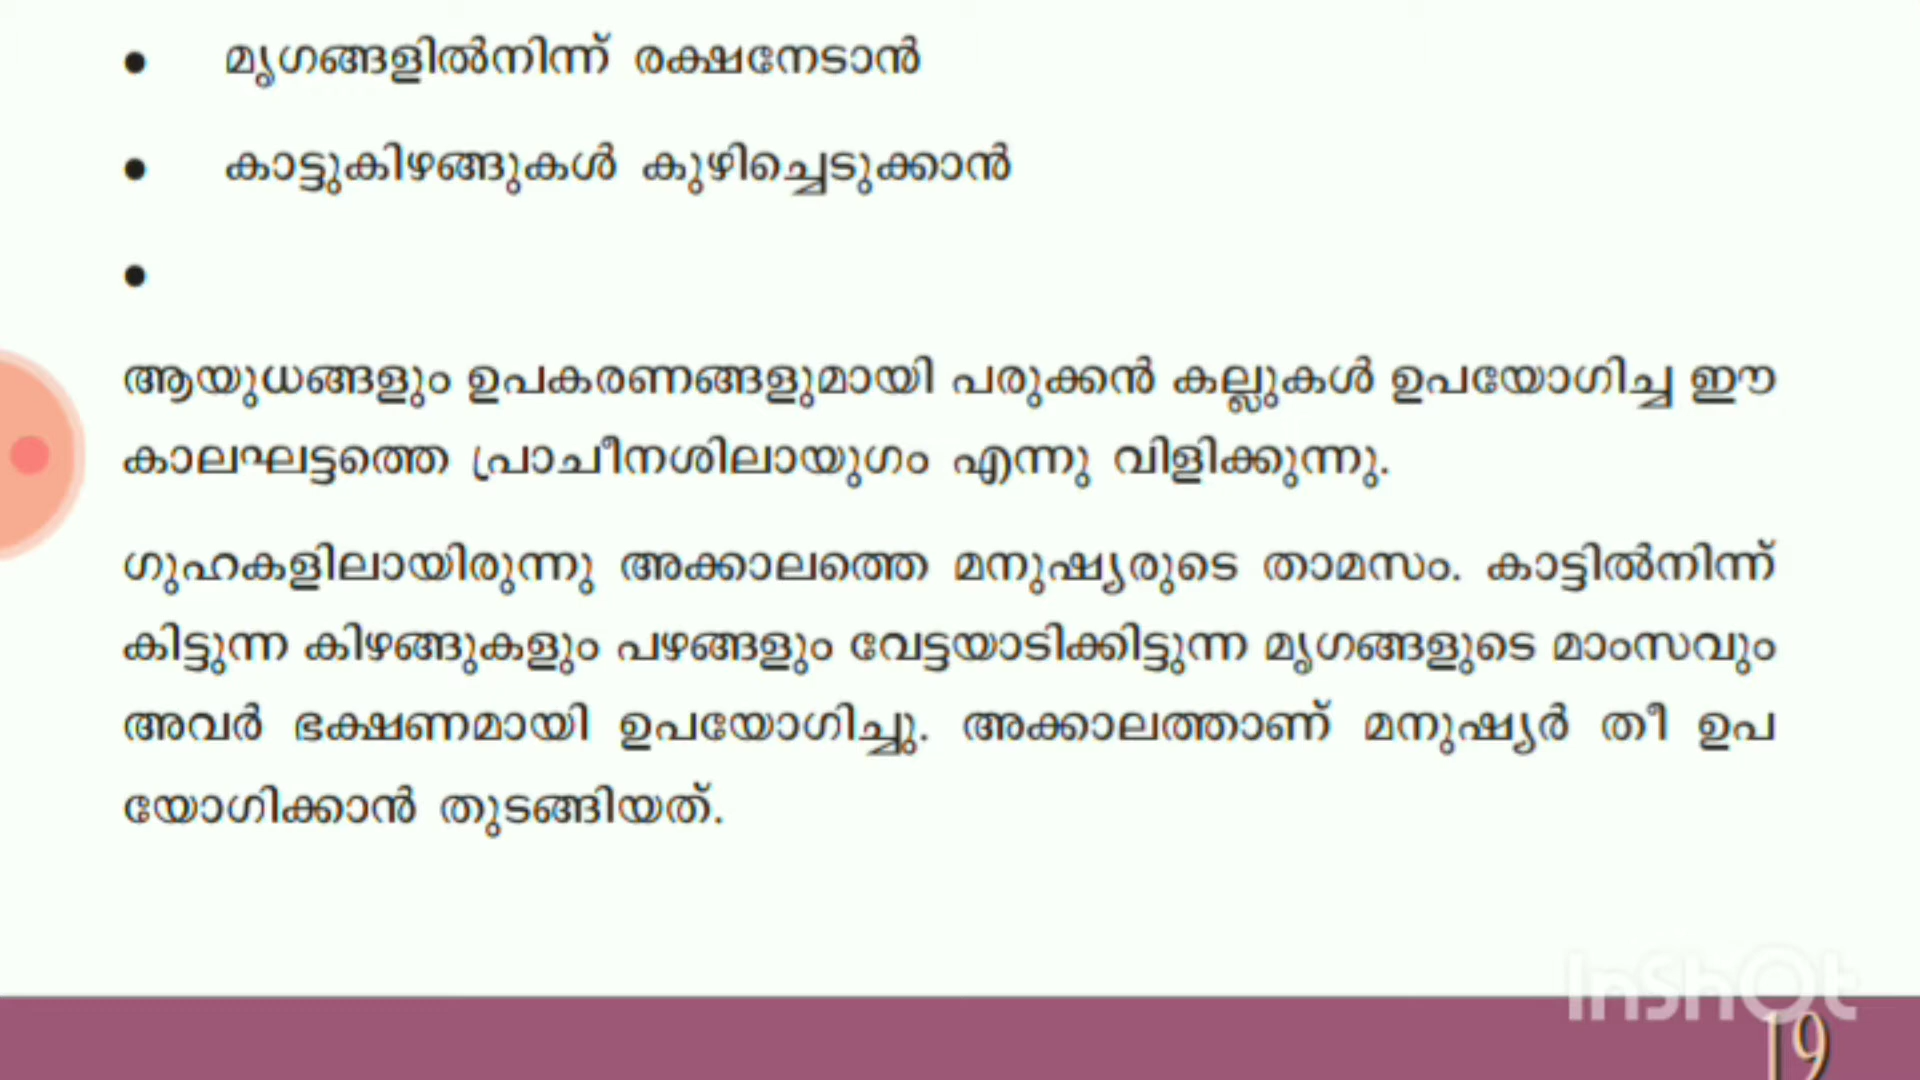 • മൃഗങ്ങളിൽനിന്ന് രക്ഷനേടാൻ
• കാട്ടുകിഴങ്ങുകൾ കുഴിച്ചെടുക്കാൻ
•
ആയുധങ്ങളും ഉപകരണങ്ങളുമായി പരുക്കൻ കല്ലുകൾ ഉപയോഗിച്ച ഈ
കാലഘട്ടത്തെ പ്രാചീനശിലായുഗം എന്നു വിളിക്കുന്നു.
ഗുഹകളിലായിരുന്നു അക്കാലത്തെ മനുഷ്യരുടെ താമസം. കാട്ടിൽനിന്ന്
കിട്ടുന്ന കിഴങ്ങുകളും പഴങ്ങളും വേട്ടയാടിക്കിട്ടുന്ന മൃഗങ്ങളുടെ മാംസവും
അവർ ഭക്ഷണമായി ഉപയോഗിച്ചു. അക്കാലത്താണ് മനുഷ്യർ തീ ഉപ
യോഗിക്കാൻ തുടങ്ങിയത്.
InShOt
19